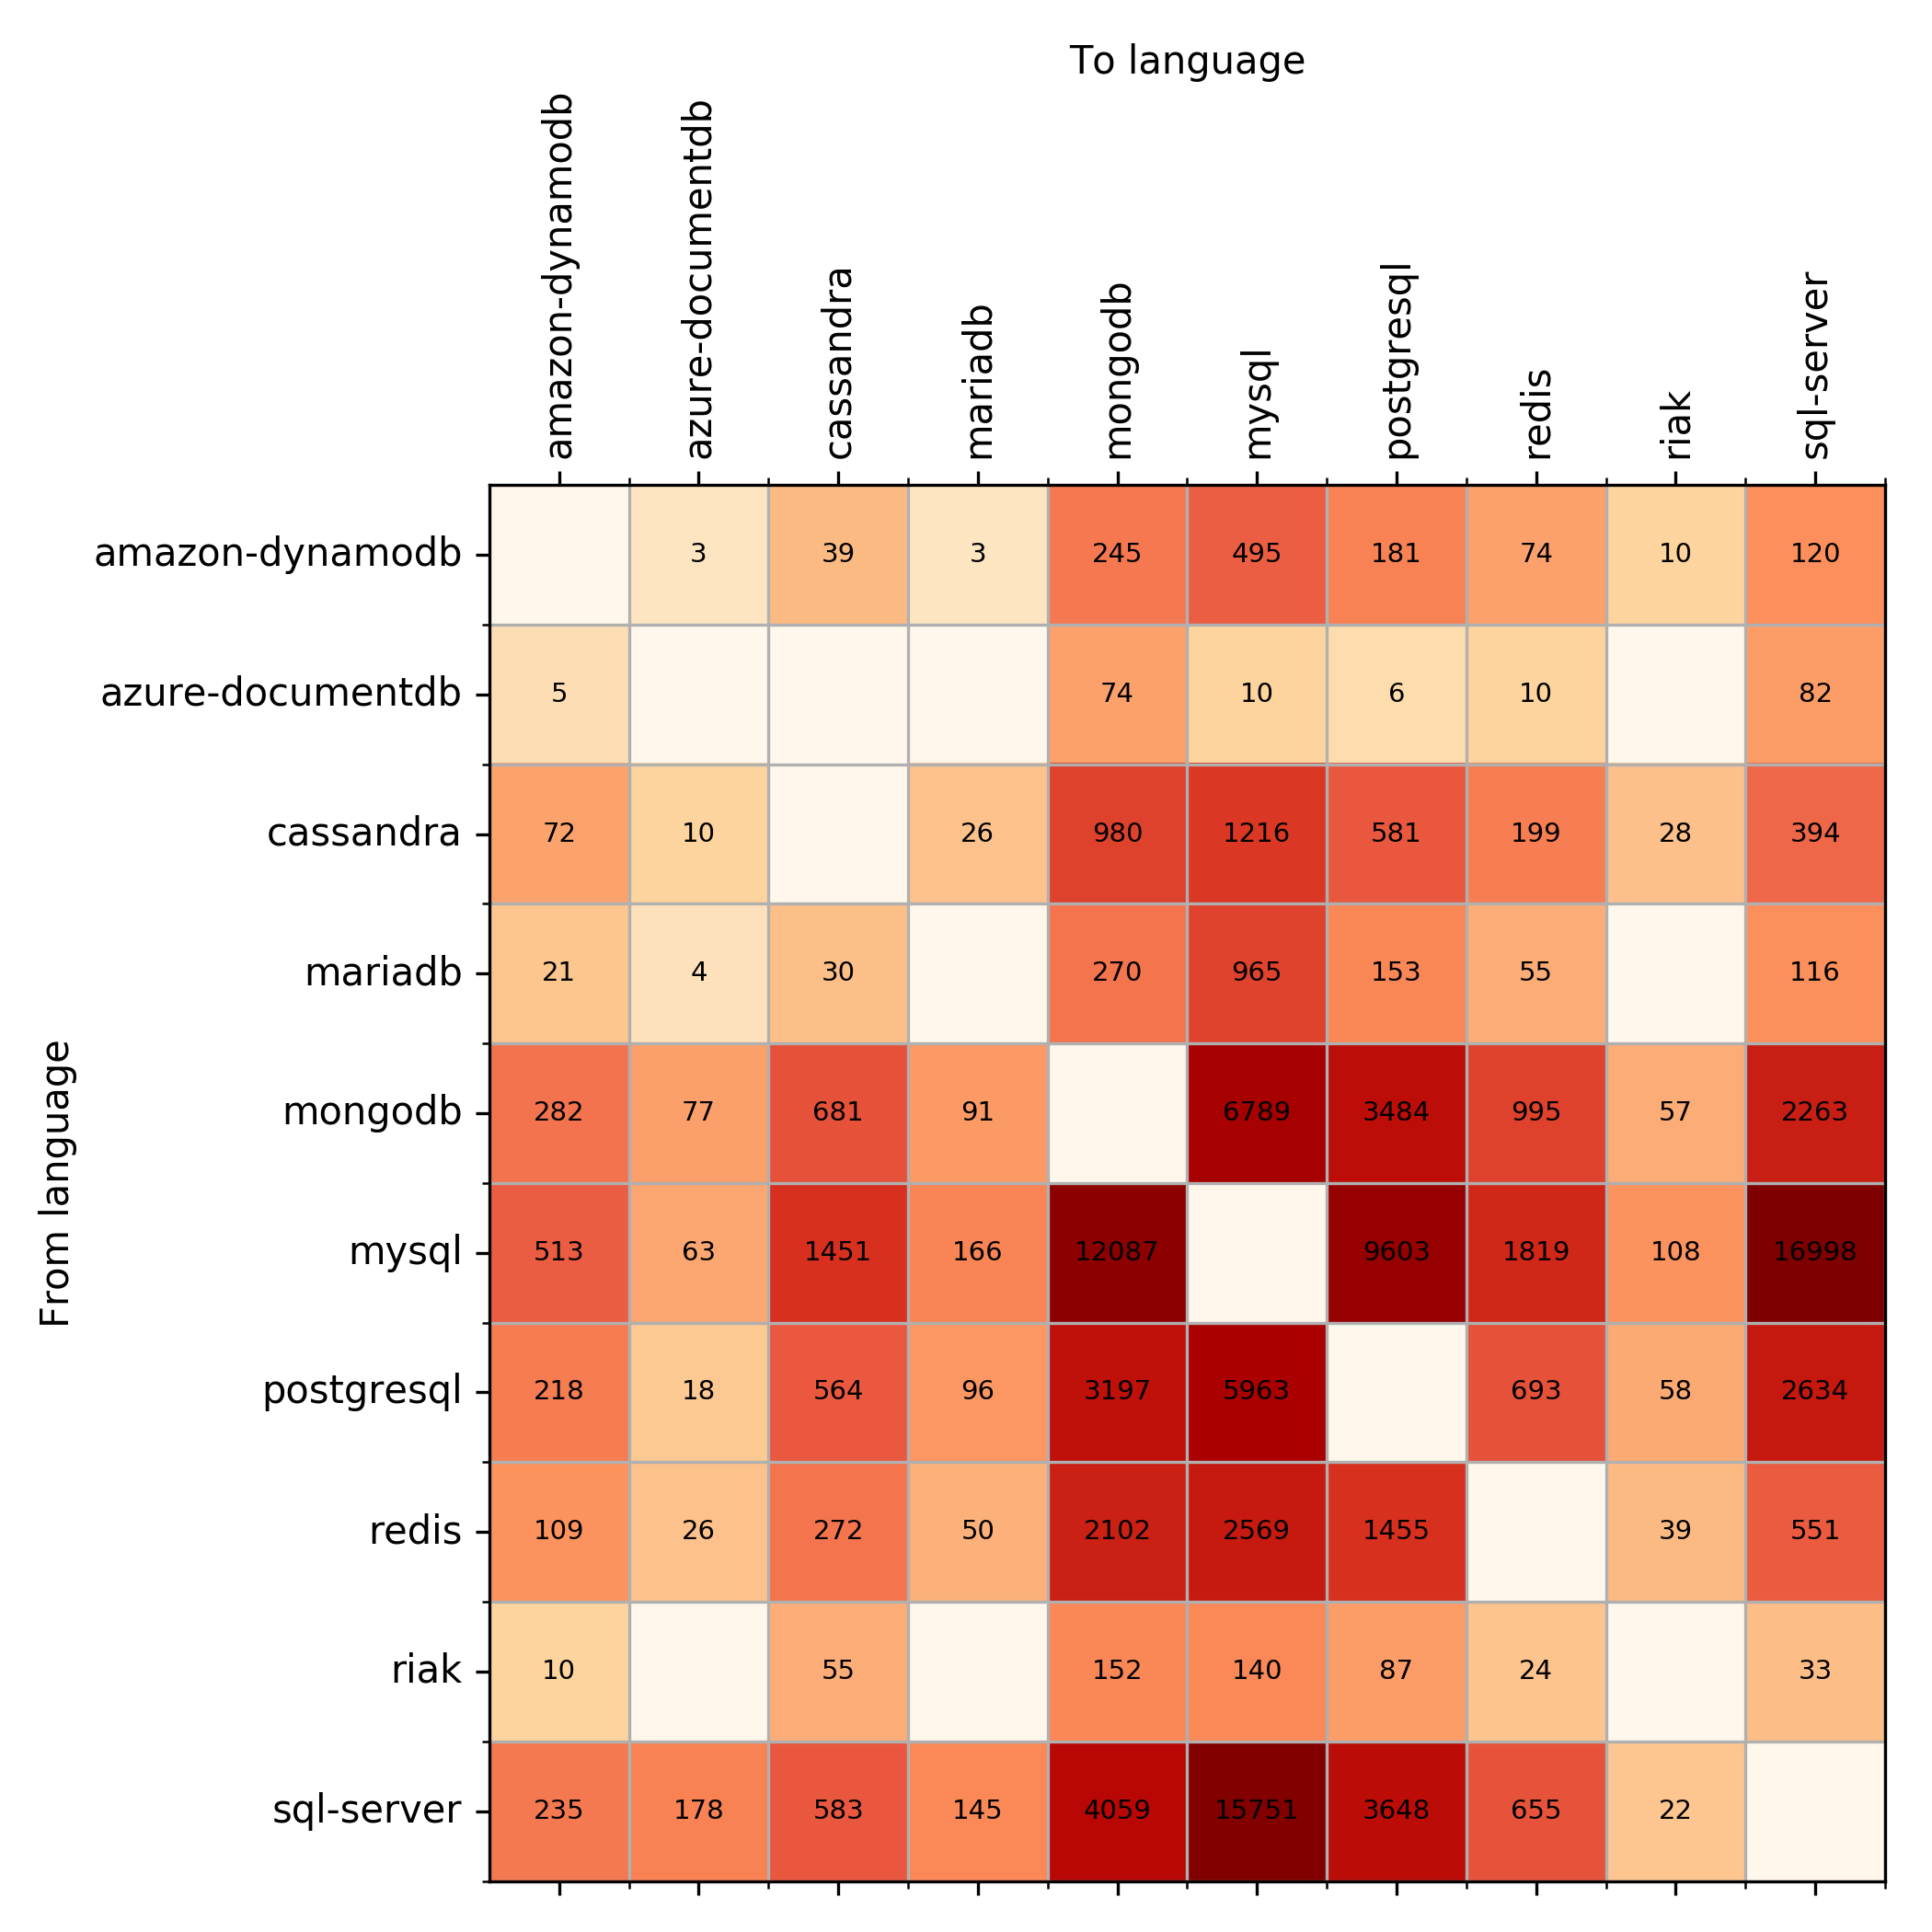 To language
amazon-dynamodb azure-documentdb cassandra mariadb mongodb mysql postgresql redis riak sql-server
amazon-dynamodb 3 39 3 245 495 181 74 10 120
azure-documentdb 5 74 10 6 10 82
cassandra 72 10 26 980 1216 581 199 28 394
mariadb 21 4 30 270 965 153 55 116
From language
mongodb 282 77 681 91 6789 3484 995 57 2263
mysql 513 63 1451 166 12087 9603 1819 108 16998
postgresql 218 18 564 96 3197 5963 693 58 2634
redis 109 26 272 50 2102 2569 1455 39 551
riak 10 55 152 140 87 24 33
sql-server 235 178 583 145 4059 15751 3648 655 22